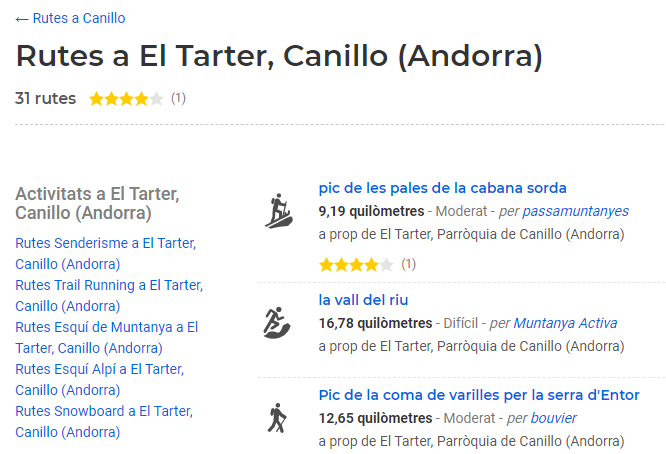 ← Rutes a Canillo
Rutes a El Tarter, Canillo (Andorra)
31 rutes (1)
Activitats a El Tarter,
Canillo (Andorra)
Rutes Senderisme a El Tarter,
Canillo (Andorra)
Rutes Trail Running a El Tarter,
Canillo (Andorra)
Rutes Esquí de Muntanya a El
Tarter, Canillo (Andorra)
Rutes Esquí Alpí a El Tarter,
Canillo (Andorra)
Rutes Snowboard a El Tarter,
Canillo (Andorra)
pic de les pales de la cabana sorda
9,19 quilòmetres - Moderat - per passamuntanyes
a prop de El Tarter, Parròquia de Canillo (Andorra)
(1)
la vall del riu
16,78 quilòmetres - Difícil - per Muntanya Activa
a prop de El Tarter, Parròquia de Canillo (Andorra)
Pic de la coma de varilles per la serra d'Entor
12,65 quilòmetres - Moderat - per bouvier
a prop de El Tarter, Parròquia de Canillo (Andorra)